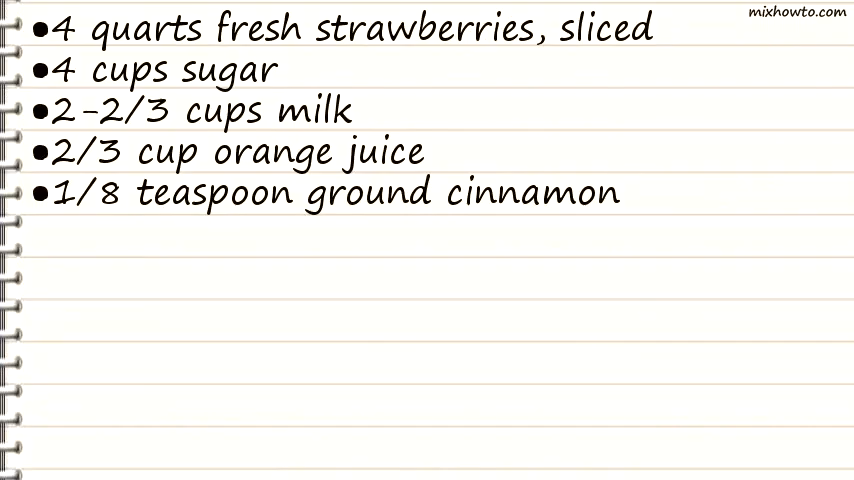 mixhowto.com
•4 quarts fresh strawberries, sliced
•4 cups sugar
•2-2/3 cups milk
•2/3 cup orange juice
•1/8 teaspoon ground cinnamon